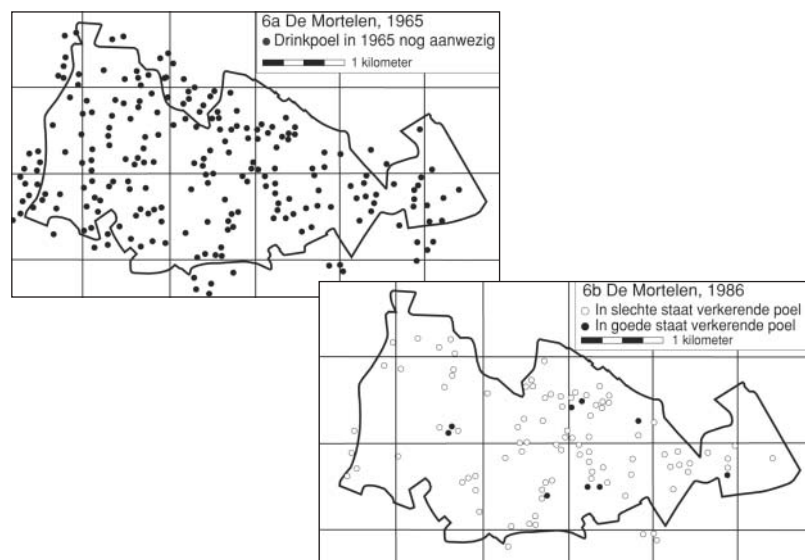 6a De Mortelen, 1965
Drinkpoel in 1965 nog aanwezig
1 kilometer
6b De Mortelen, 1986
In slechte staat verkerende poel
In goede staat verkerende poel
1 kilometer